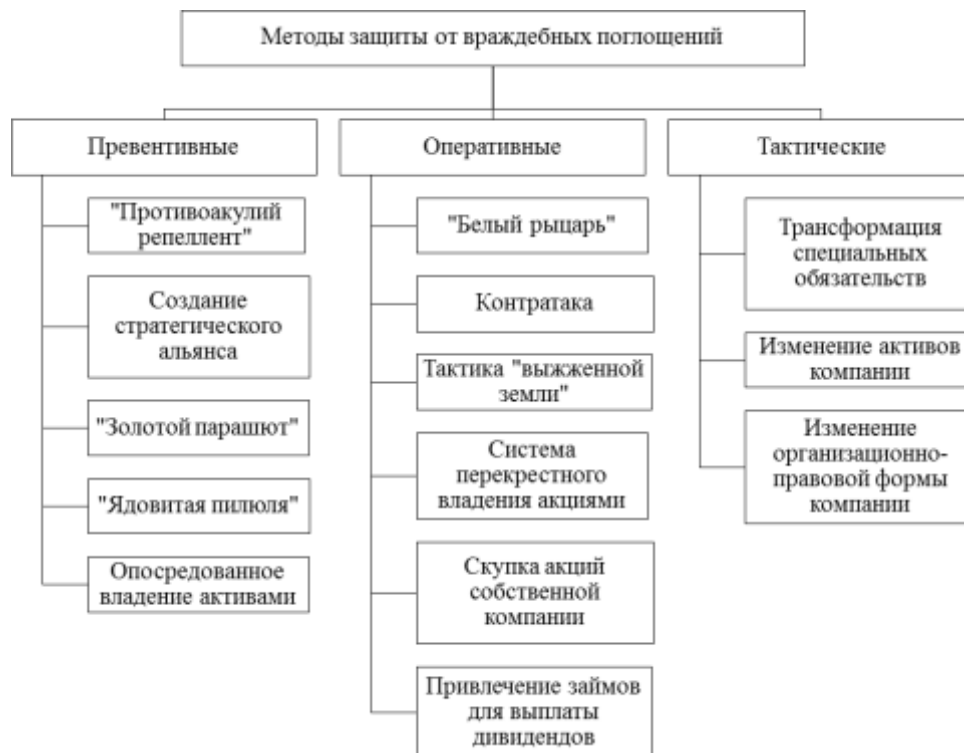 Методы защиты от враждебных поглощений
Превентивные
"Противоакулий
репеллент"
Создание
стратегического
альянса
"Золотой парашют"
"Ядовитая пилюля"
Опосредованное
владение активами
Оперативные
"Белый рыцарь"
Контратака
Тактика "выжженной
земли"
Система
перекрестного
владения акциями
Скупка акций
собственной
компании
Привлечение займов
для выплаты
дивидендов
Тактические
Трансформация
специальных
обязательств
Изменение активов
компании
Изменение
организационно-
правовой формы
компании